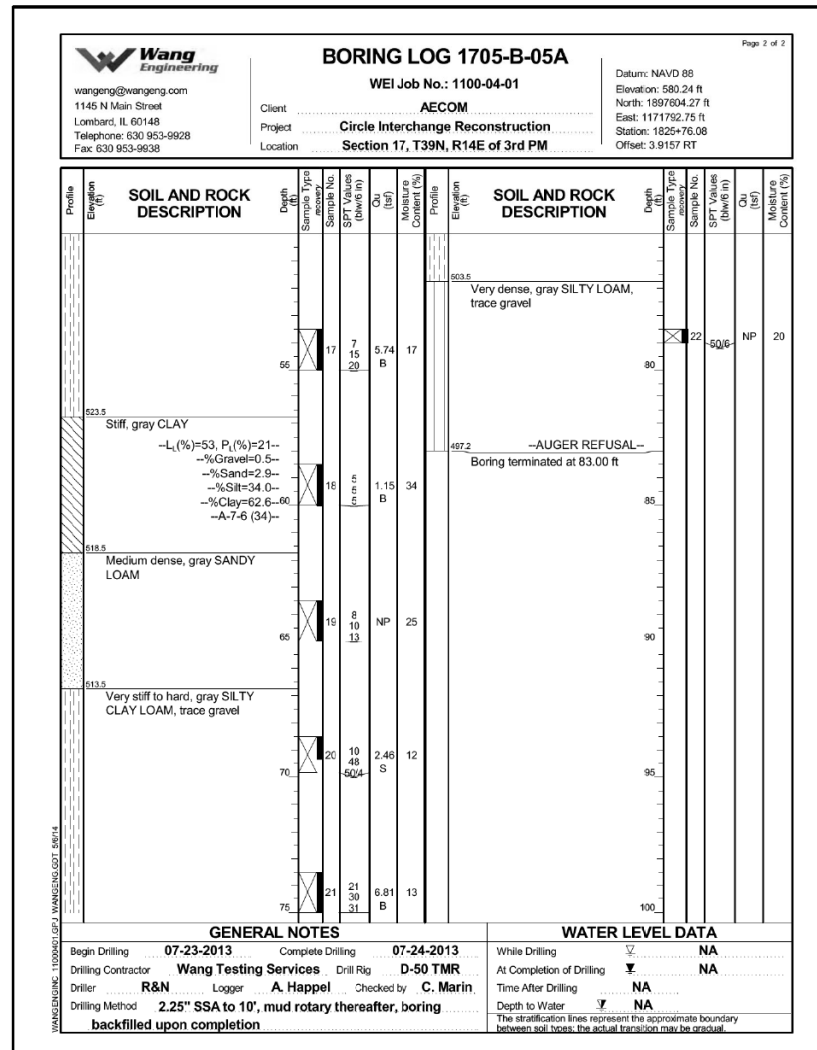 Page 2 of 2
Wang
Engineering
wangeng@wangeng.com
1145 N Main Street
Lombard, IL 60148
Telephone: 630 953-9928
Fax: 630 953-9938
BORING LOG 1705-B-05A
WEI Job No.: 1100-04-01
Client AECOM
Project Circle Interchange Reconstruction
Location Section 17, T39N, R14E of 3rd PM
Datum: NAVD 88
Elevation: 580.24 ft
North: 1897604.27 ft
East: 1171792.75 ft
Station: 1825+76.08
Offset: 3.9157 RT
Profile
Elevation (ft)
SOIL AND ROCK DESCRIPTION
Depth (ft)
Sample Type recovery
Sample No.
SPT Values (blw/6 in)
Qu (tsf)
Moisture Content (%)
7
17 15 5.74 17
55 20 B
523.5
Stiff, gray CLAY
--LL(%)=53, PL(%)=21--
--%Gravel=0.5--
--%Sand=2.9--
--%Silt=34.0--
--%Clay=62.6--60
--A-7-6 (34)--
5
18 5 1.15 34
5 B
518.5
Medium dense, gray SANDY
LOAM
8
19 10 NP 25
65 13
513.5
Very stiff to hard, gray SILTY
CLAY LOAM, trace gravel
10
20 48 2.46 12
70 50/4 S
21
21 30 6.81 13
75 31 B
Profile
Elevation (ft)
SOIL AND ROCK DESCRIPTION
Depth (ft)
Sample Type recovery
Sample No.
SPT Values (blw/6 in)
Qu (tsf)
Moisture Content (%)
503.5
Very dense, gray SILTY LOAM,
trace gravel
22 50/6 NP 20
80
497.2 --AUGER REFUSAL--
Boring terminated at 83.00 ft
85
90
95
100
WANGENGINC 11000401.GPJ WANGENG.GDT 5/6/14
GENERAL NOTES
Begin Drilling 07-23-2013 Complete Drilling 07-24-2013
Drilling Contractor Wang Testing Services Drill Rig D-50 TMR
Driller R&N Logger A. Happel Checked by C. Marin
Drilling Method 2.25" SSA to 10', mud rotary thereafter, boring
backfilled upon completion
WATER LEVEL DATA
While Drilling NA
At Completion of Drilling NA
Time After Drilling NA
Depth to Water NA
The stratification lines represent the approximate boundary
between soil types; the actual transition may be gradual.